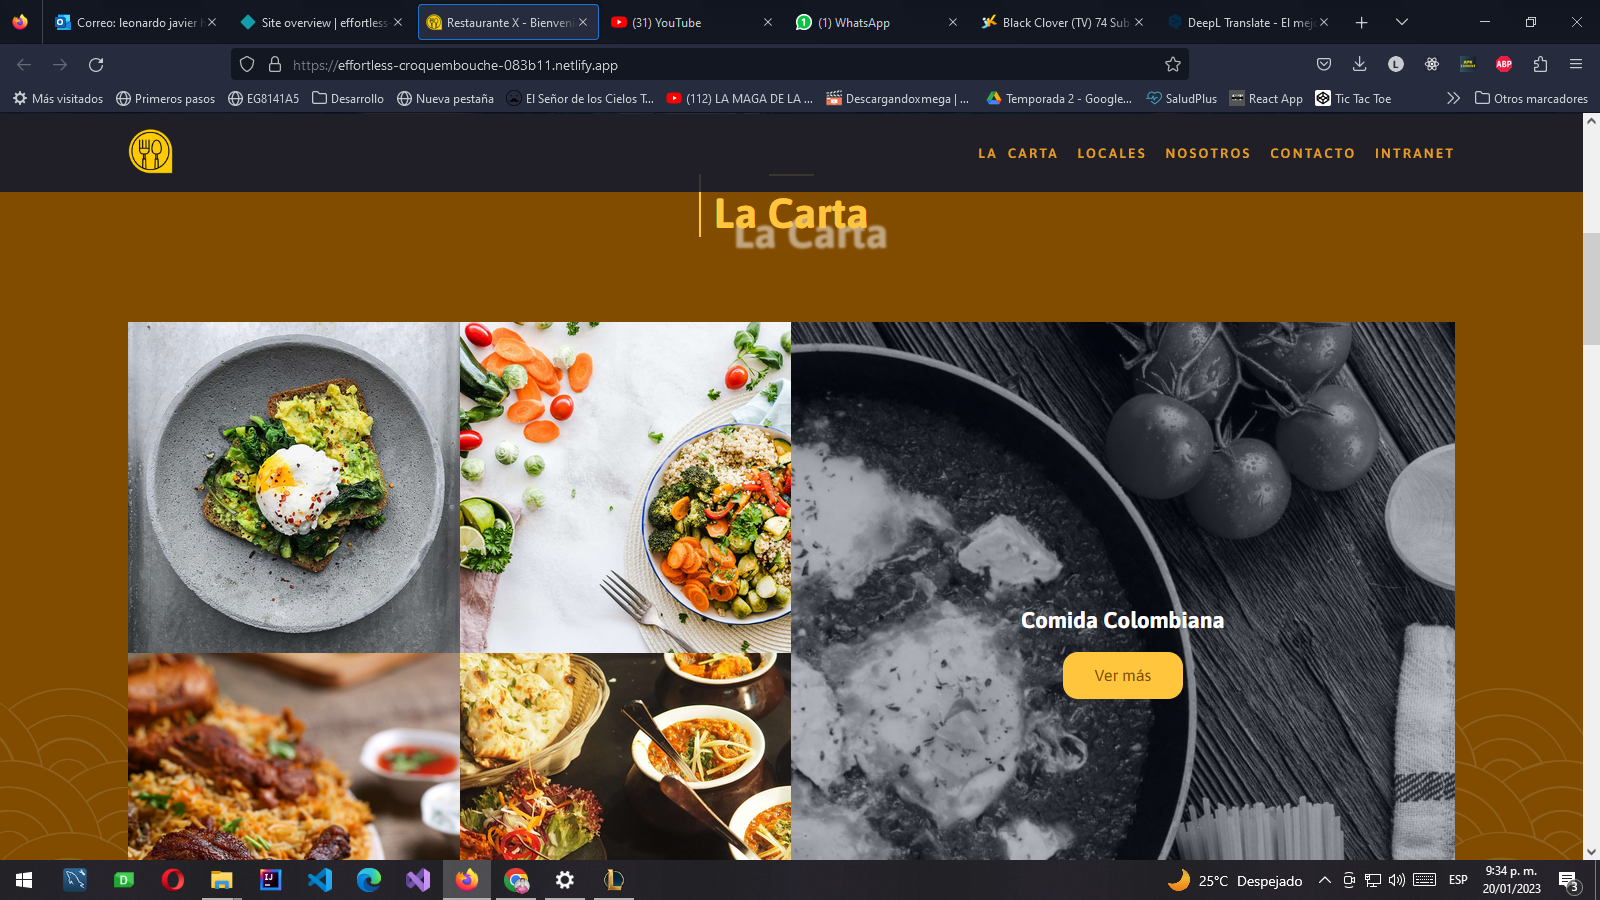 Correo: leonardo javier h
Site overview | effortless-
Restaurante X - Bienveni
(31) YouTube
(1) WhatsApp
Black Clover (TV) 74 Sub
DeepL Translate - El mej
https://effortless-croquembouche-083b11.netlify.app
L
ABP
Más visitados
Primeros pasos
EG8141A5
Desarrollo
Nueva pestaña
El Señor de los Cielos T...
(112) LA MAGA DE LA ...
Descargandoxmega | ...
Temporada 2 - Google...
SaludPlus
React App
Tic Tac Toe
Otros marcadores
LA CARTA
LOCALES
NOSOTROS
CONTACTO
INTRANET
La Carta
La Carta
Comida Colombiana
Ver más
D
IJ
25°C Despejado
ESP
9:34 p. m.
20/01/2023
3